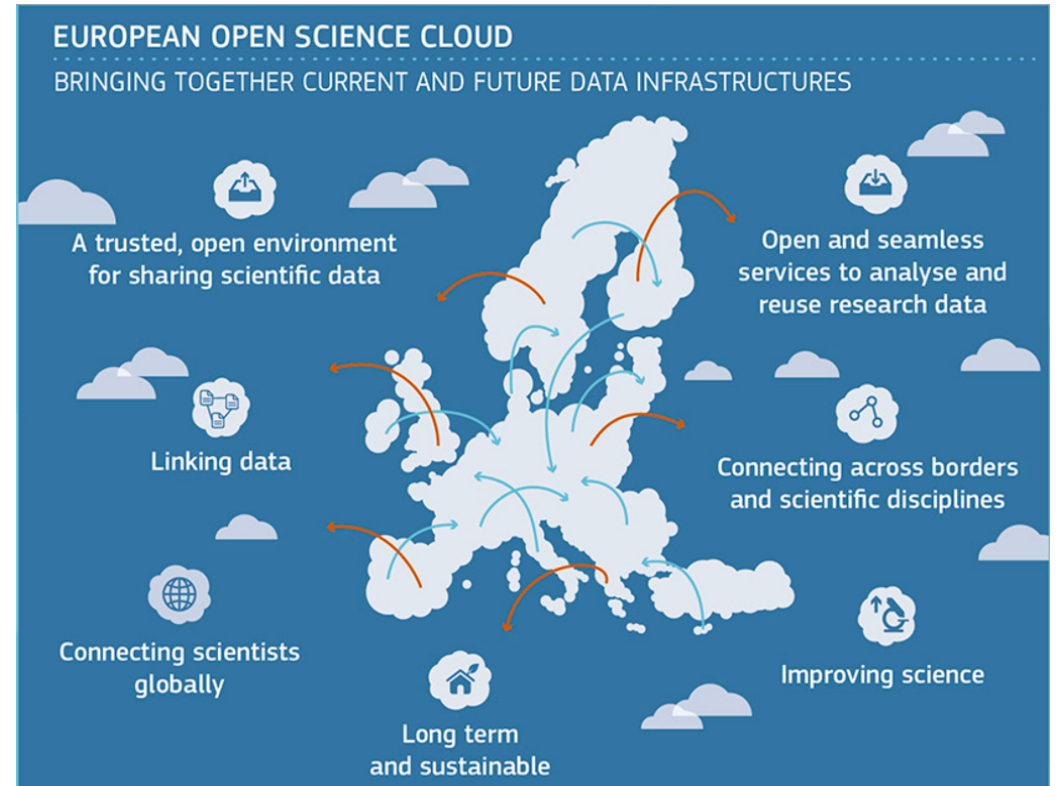 EUROPEAN OPEN SCIENCE CLOUD
BRINGING TOGETHER CURRENT AND FUTURE DATA INFRASTRUCTURES
A trusted, open environment
for sharing scientific data
Open and seamless
services to analyse and
reuse research data
Linking data
Connecting across borders
and scientific disciplines
Connecting scientists
globally
Improving science
Long term
and sustainable